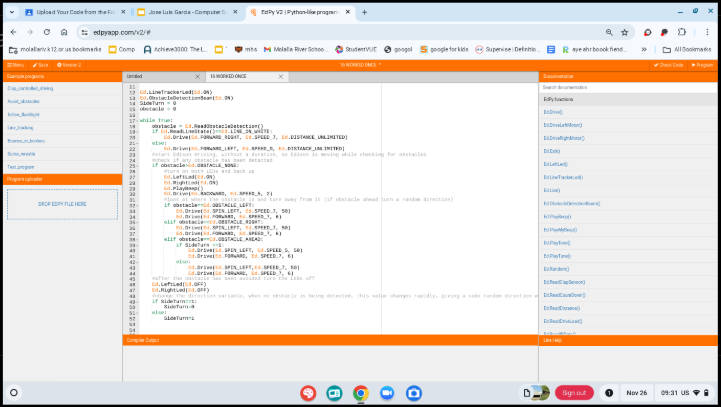 Upload Your Code from the Fo
Jose Luis Garcia - Computer S
EdPy V2 | Python-like program
edpyapp.com/v2/#
molallariv.k12.or.us bookmarks
Comp
Achieve3000: The L...
mhs
Molalla River Schoo...
StudentVUE
googol
google for kids
Supervise | Definitio...
eye ahr boook fiend...
All Bookmarks
Menu
Save
Version 2
16 WORKED ONCE *
Check Code
Program
Example programs
Clap_controlled_driving
Avoid_obstacles
Follow_flashlight
Line_tracking
Bounce_in_borders
Sumo_wrestle
Test_program
Program uploader
DROP EDPY FILE HERE
Untitled
16 WORKED ONCE
11
12 Ed.LineTrackerLed(Ed.ON)
13 Ed.ObstacleDetectionBeam(Ed.ON)
14 SideTurn = 0
15 obstacle = 0
16
17 while True:
18 obstacle = Ed.ReadObstacleDetection()
19 if Ed.ReadLineState()==Ed.LINE_ON_WHITE:
20 Ed.Drive(Ed.FORWARD_RIGHT, Ed.SPEED_7, Ed.DISTANCE_UNLIMITED)
21 else:
22 Ed.Drive(Ed.FORWARD_LEFT, Ed.SPEED_5, Ed.DISTANCE_UNLIMITED)
23 #start Edison driving, without a duration, so Edison is moving while checking for obstacles
24 #check if any obstacle has been detected
25 if obstacle>Ed.OBSTACLE_NONE:
26 #turn on both LEDs and back up
27 Ed.LeftLed(Ed.ON)
28 Ed.RightLed(Ed.ON)
29 Ed.PlayBeep()
30 Ed.Drive(Ed.BACKWARD, Ed.SPEED_5, 2)
31 #look at where the obstacle is and turn away from it (if obstacle ahead turn a random direction)
32 if obstacle==Ed.OBSTACLE_LEFT:
33 Ed.Drive(Ed.SPIN_LEFT, Ed.SPEED_7, 50)
34 Ed.Drive(Ed.FORWARD, Ed.SPEED_7, 6)
35 elif obstacle==Ed.OBSTACLE_RIGHT:
36 Ed.Drive(Ed.SPIN_LEFT, Ed.SPEED_7, 50)
37 Ed.Drive(Ed.FORWARD, Ed.SPEED_7, 6)
38 elif obstacle==Ed.OBSTACLE_AHEAD:
39 if SideTurn ==1:
40 Ed.Drive(Ed.SPIN_LEFT, Ed.SPEED_5, 50)
41 Ed.Drive(Ed.FORWARD, Ed.SPEED_7, 6)
42 else:
43 Ed.Drive(Ed.SPIN_LEFT,Ed.SPEED_7, 50)
44 Ed.Drive(Ed.FORWARD, Ed.SPEED_7, 6)
45 #after the obstacle has been avoided turn the LEDs off
46 Ed.LeftLed(Ed.OFF)
47 Ed.RightLed(Ed.OFF)
48 #change the direction variable, when no obstacle is being detected, this value changes rapidly, giving a semi random direction
49 if SideTurn==1:
50 SideTurn=0
51 else:
52 SideTurn=1
53
54
Compiler Output
Documentation
Search documentation
EdPy functions
Ed.Drive()
Ed.DriveLeftMotor()
Ed.DriveRightMotor()
Ed.LeftLed()
Ed.LineTrackerLed()
Ed.List()
Ed.ObstacleDetectionBeam()
Ed.PlayBeep()
Ed.PlayMyBeep()
Ed.PlayTone()
Ed.PlayTune()
Ed.Random()
Ed.ReadClapSensor()
Ed.ReadCountDown()
Ed.ReadDistance()
Ed.ReadDriveLoad()
Line Help
Sign out
1
Nov 26
09:31 US